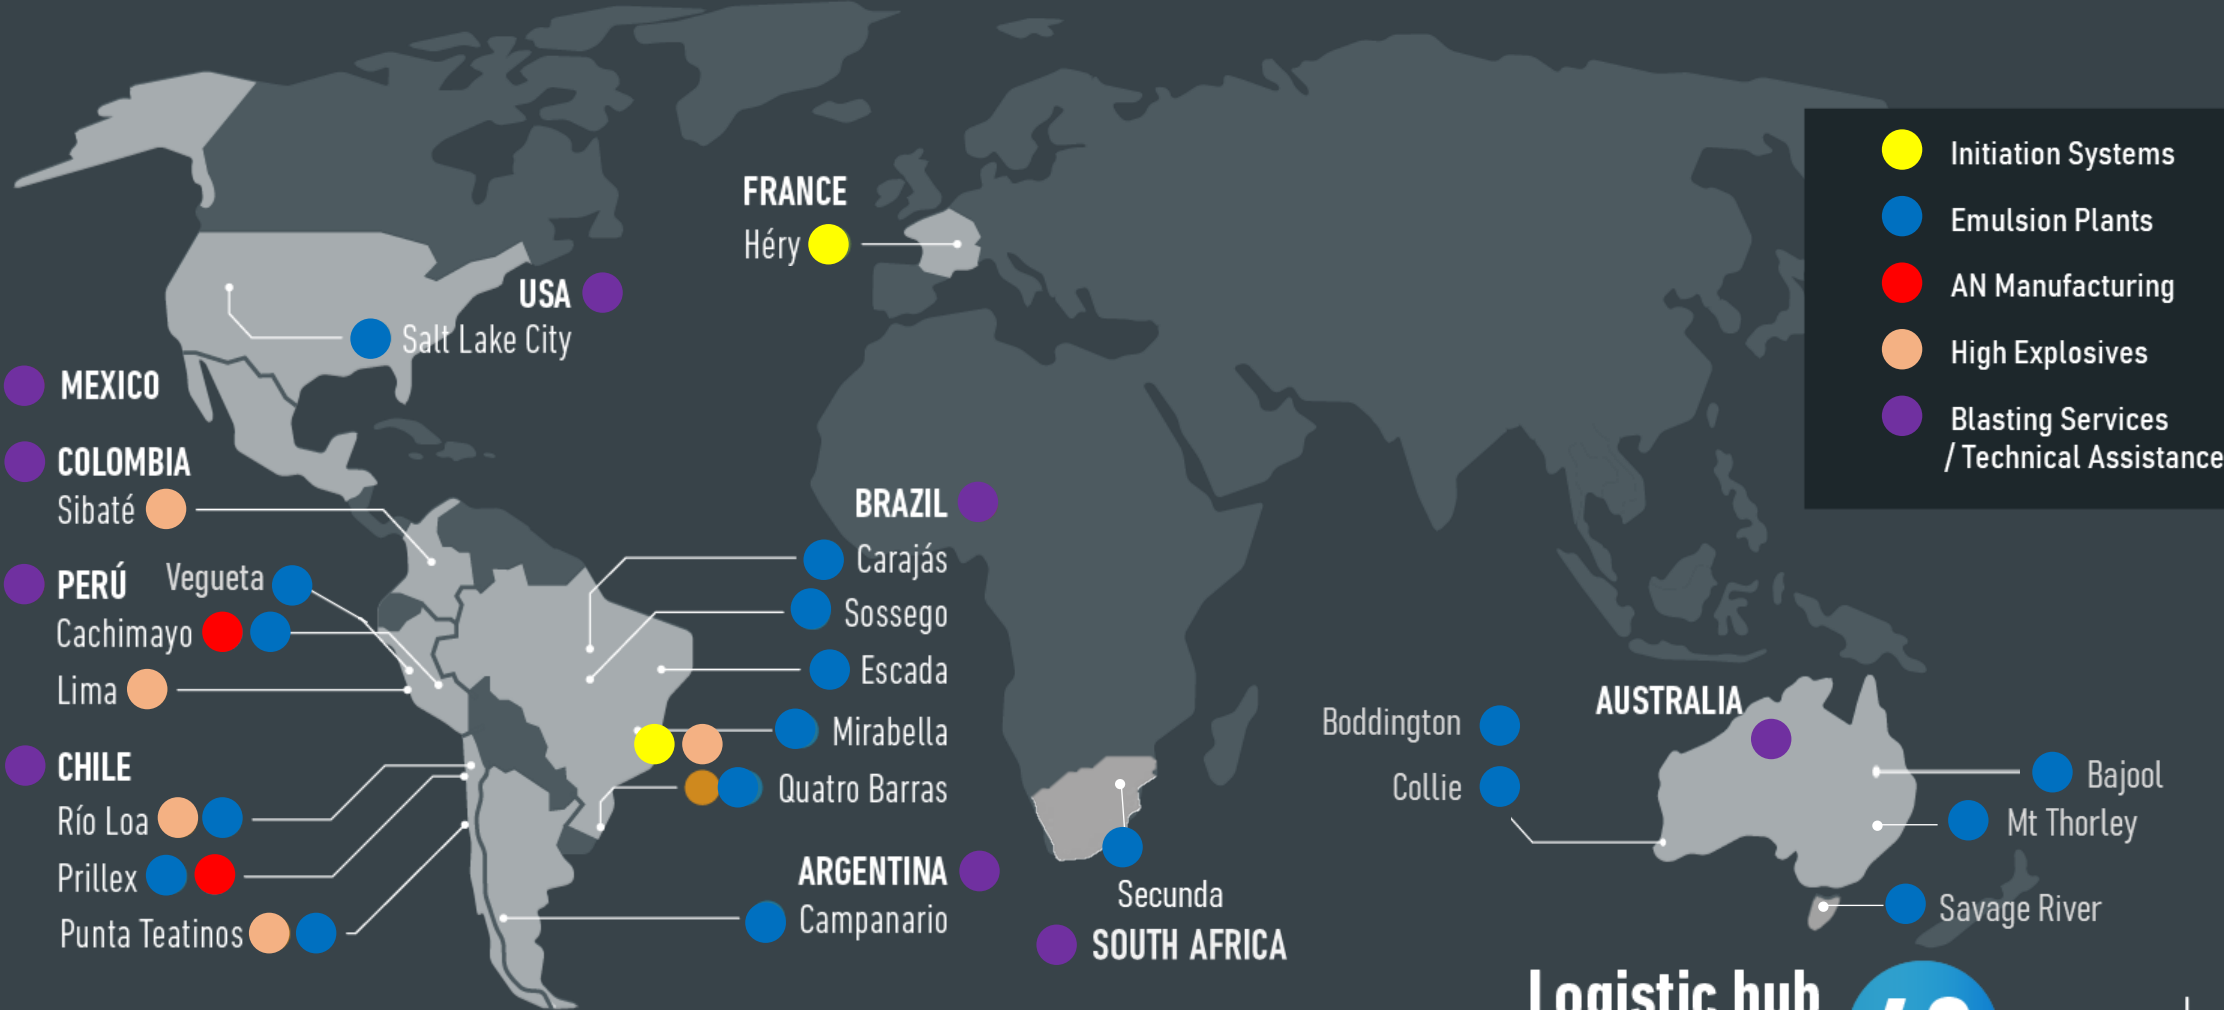 FRANCE
Héry
USA
Salt Lake City
MEXICO
COLOMBIA
Sibaté
PERÚ
Vegueta
Cachimayo
Lima
CHILE
Río Loa
Prillex
Punta Teatinos
BRAZIL
Carajás
Sossego
Escada
Mirabella
Quatro Barras
ARGENTINA
Campanario
Secunda
SOUTH AFRICA
AUSTRALIA
Boddington
Collie
Bajool
Mt Thorley
Savage River
Initiation Systems
Emulsion Plants
AN Manufacturing
High Explosives
Blasting Services
/ Technical Assistance
Logistic hub